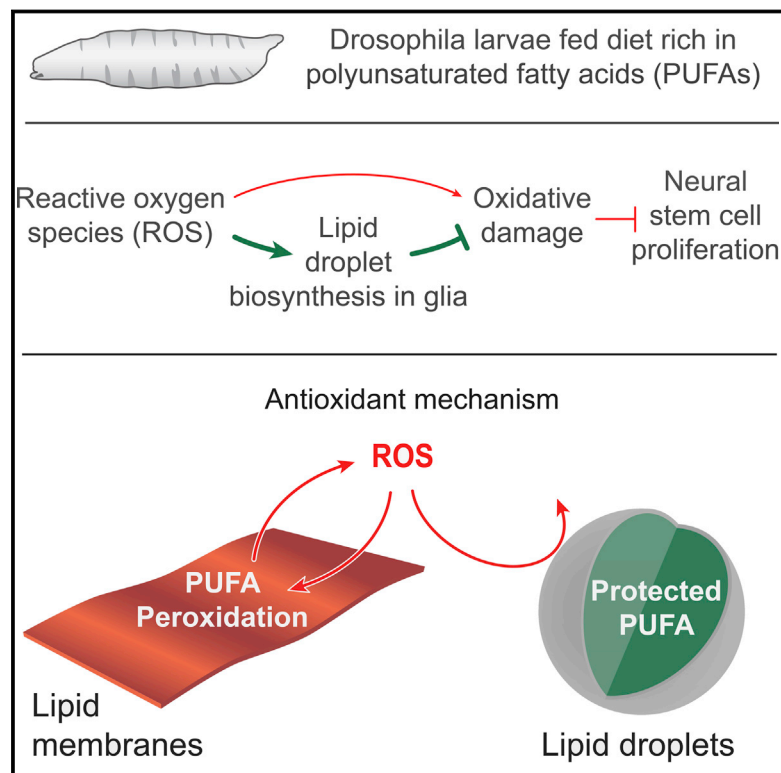 Drosophila larvae fed diet rich in
polyunsaturated fatty acids (PUFAs)
Reactive oxygen
species (ROS)
Lipid
droplet
biosynthesis in glia
Oxidative
damage
Neural
stem cell
proliferation
Antioxidant mechanism
ROS
PUFA
Peroxidation
Protected
PUFA
Lipid
membranes
Lipid droplets